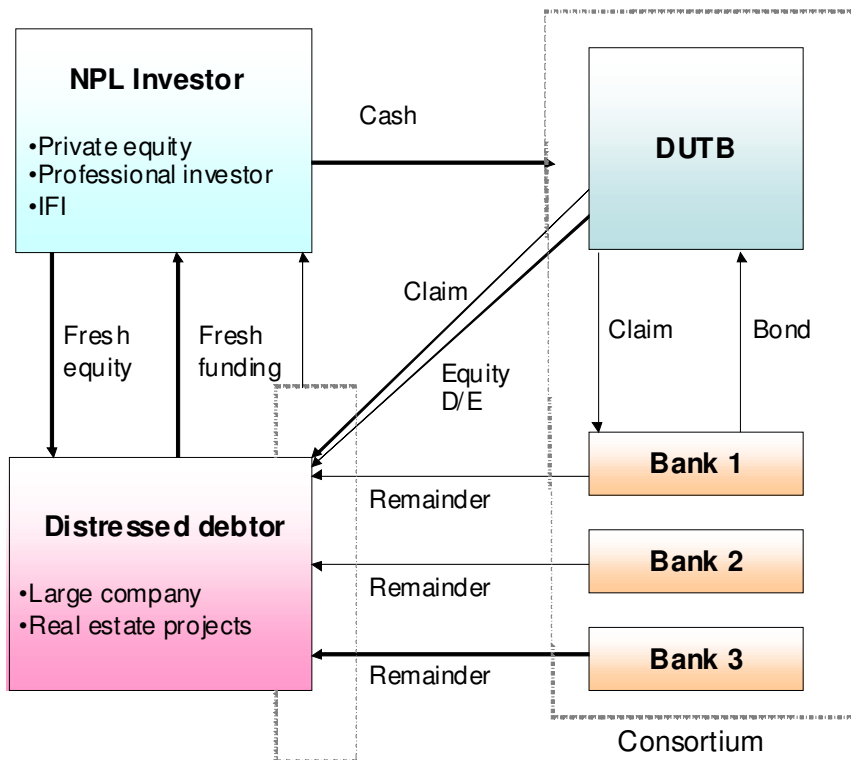 NPL Investor
•Private equity
•Professional investor
•IFI
Cash
DUTB
Claim
Equity
D/E
Fresh
equity
Fresh
funding
Claim
Bond
Distressed debtor
•Large company
•Real estate projects
Remainder
Remainder
Remainder
Bank 1
Bank 2
Bank 3
Consortium